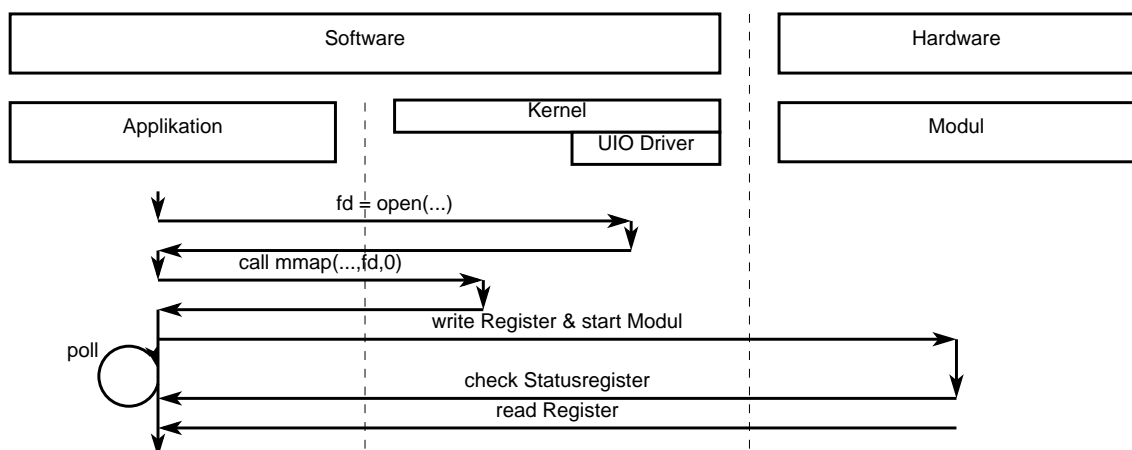 Software
Hardware
Applikation
Kernel
UIO Driver
Modul
fd = open(...)
call mmap(...,fd,0)
write Register & start Modul
poll
check Statusregister
read Register